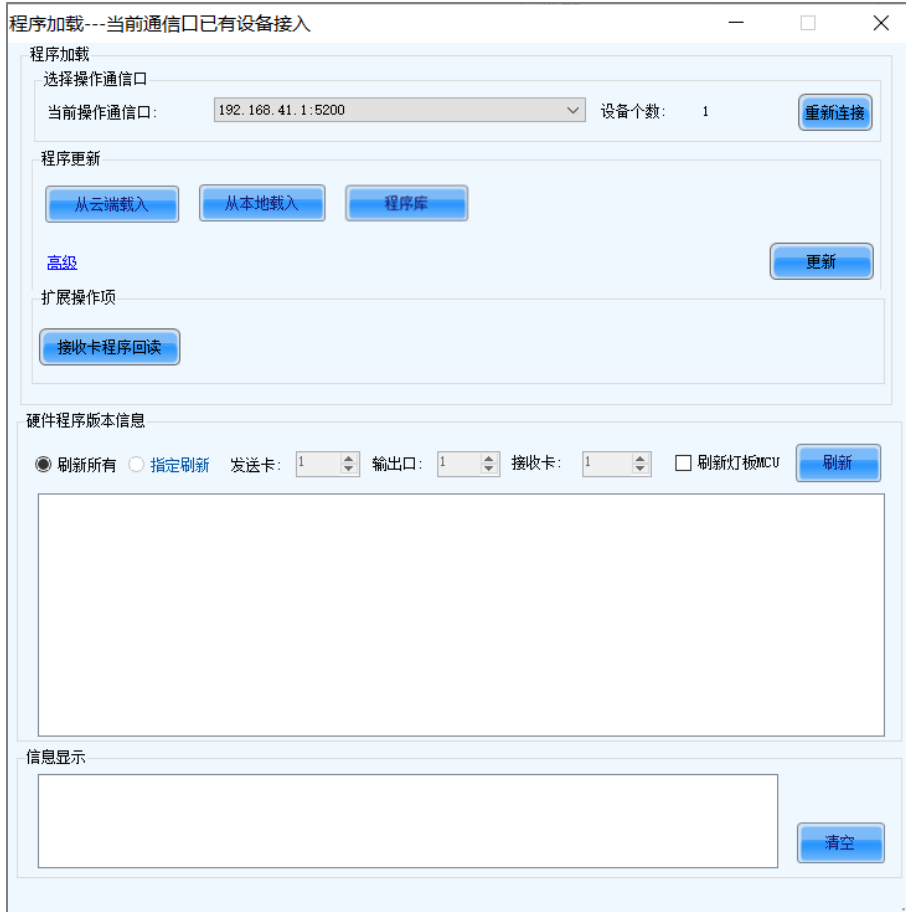 程序加载---当前通信口已有设备接入
程序加载
选择操作通信口
当前操作通信口: 192.168.41.1:5200 设备个数: 1 重新连接
程序更新
从云端载入 从本地载入 程序库
高级 更新
扩展操作项
接收卡程序回读
硬件程序版本信息
刷新所有 指定刷新 发送卡: 1 输出口: 1 接收卡: 1 刷新灯板MCU 刷新
信息显示
清空